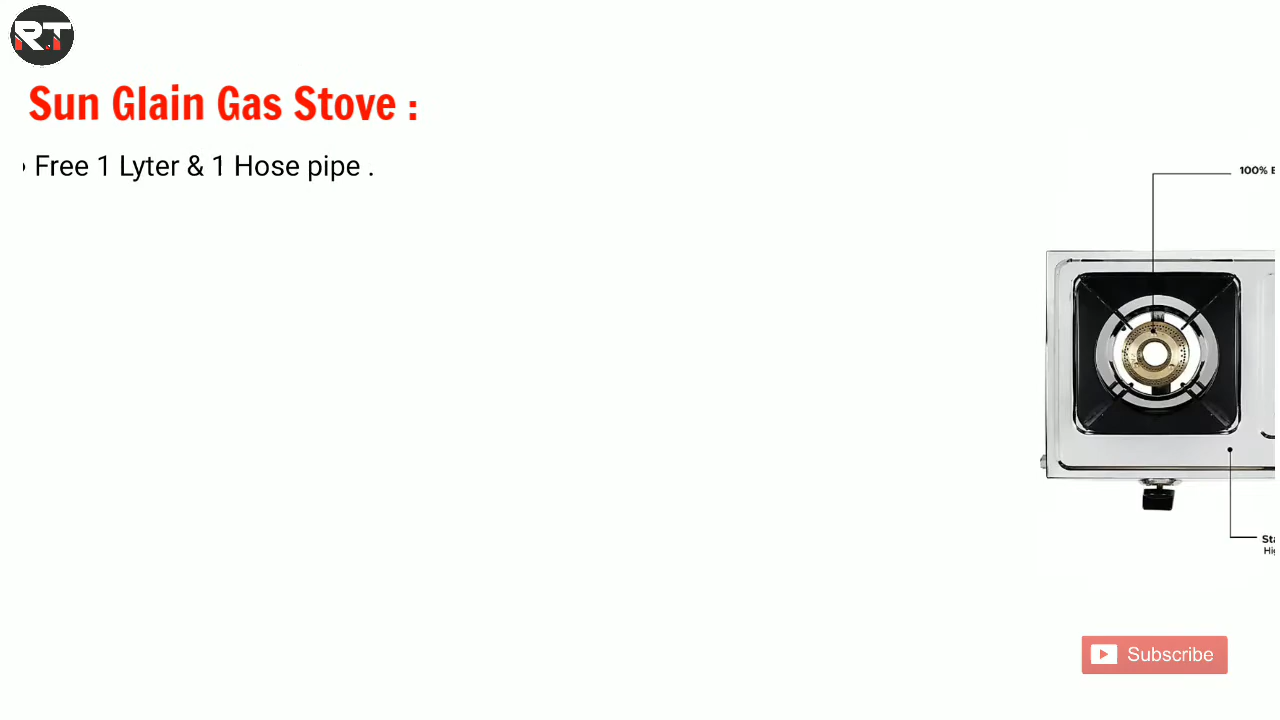 R.T
Sun Glain Gas Stove :
• Free 1 Lyter & 1 Hose pipe .
100%
Subscribe